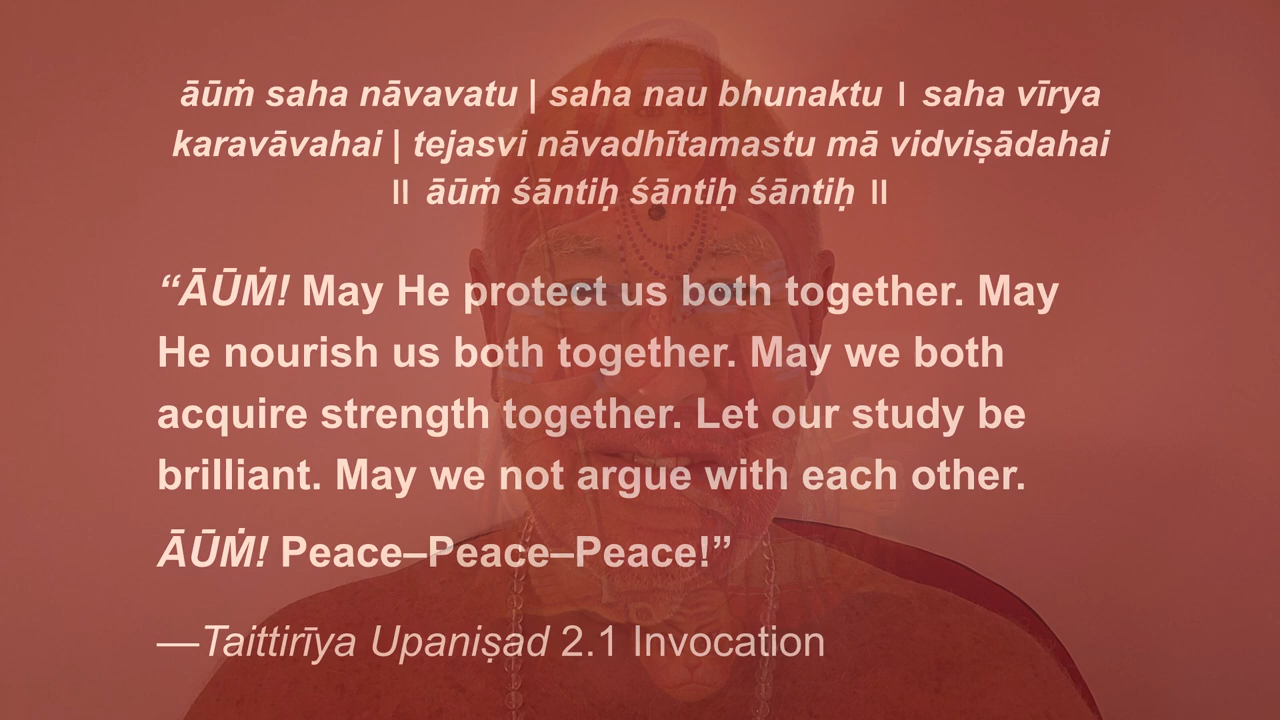 āūṁ saha nāvavatu | saha nau bhunaktu । saha vīrya
karavāvahai | tejasvi nāvadhītamastu mā vidviṣādahai
॥ āūṁ śāntiḥ śāntiḥ śāntiḥ ॥
“ĀŪṀ! May He protect us both together. May
He nourish us both together. May we both
acquire strength together. Let our study be
brilliant. May we not argue with each other.
ĀŪṀ! Peace–Peace–Peace!”
—Taittirīya Upaniṣad 2.1 Invocation